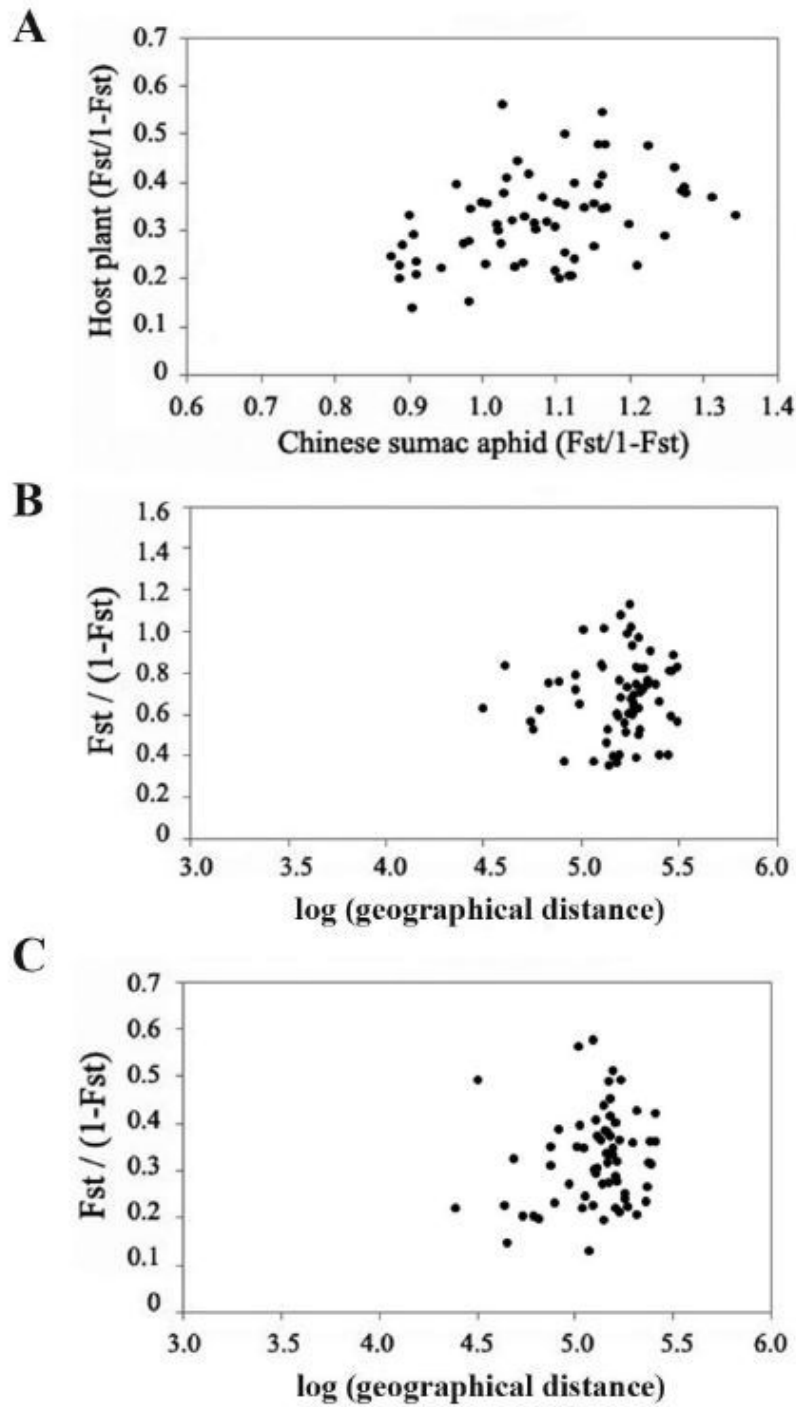 A
0.7
0.6
0.5
0.4
0.3
0.2
0.1
0
Host plant (Fst/1-Fst)
0.6 0.7 0.8 0.9 1.0 1.1 1.2 1.3 1.4
Chinese sumac aphid (Fst/1-Fst)
B
1.6
1.4
1.2
1.0
0.8
0.6
0.4
0.2
0
Fst / (1-Fst)
3.0 3.5 4.0 4.5 5.0 5.5 6.0
log (geographical distance)
C
0.7
0.6
0.5
0.4
0.3
0.2
0.1
0
Fst / (1-Fst)
3.0 3.5 4.0 4.5 5.0 5.5 6.0
log (geographical distance)